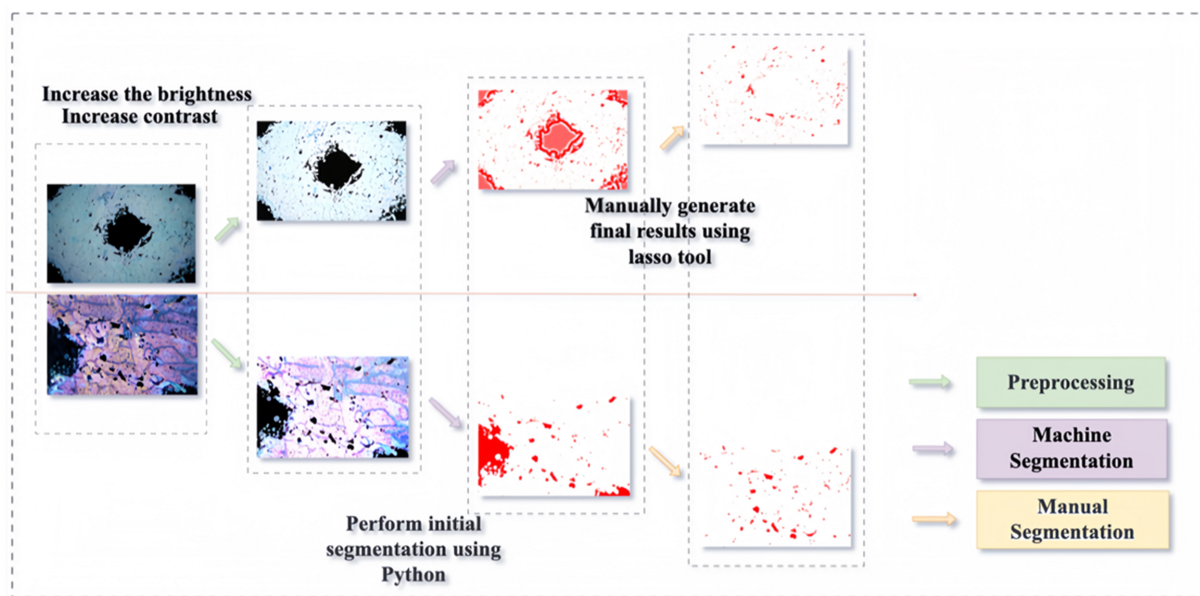 Increase the brightness
Increase contrast
Manually generate
final results using
lasso tool
Perform initial
segmentation using
Python
Preprocessing
Machine
Segmentation
Manual
Segmentation